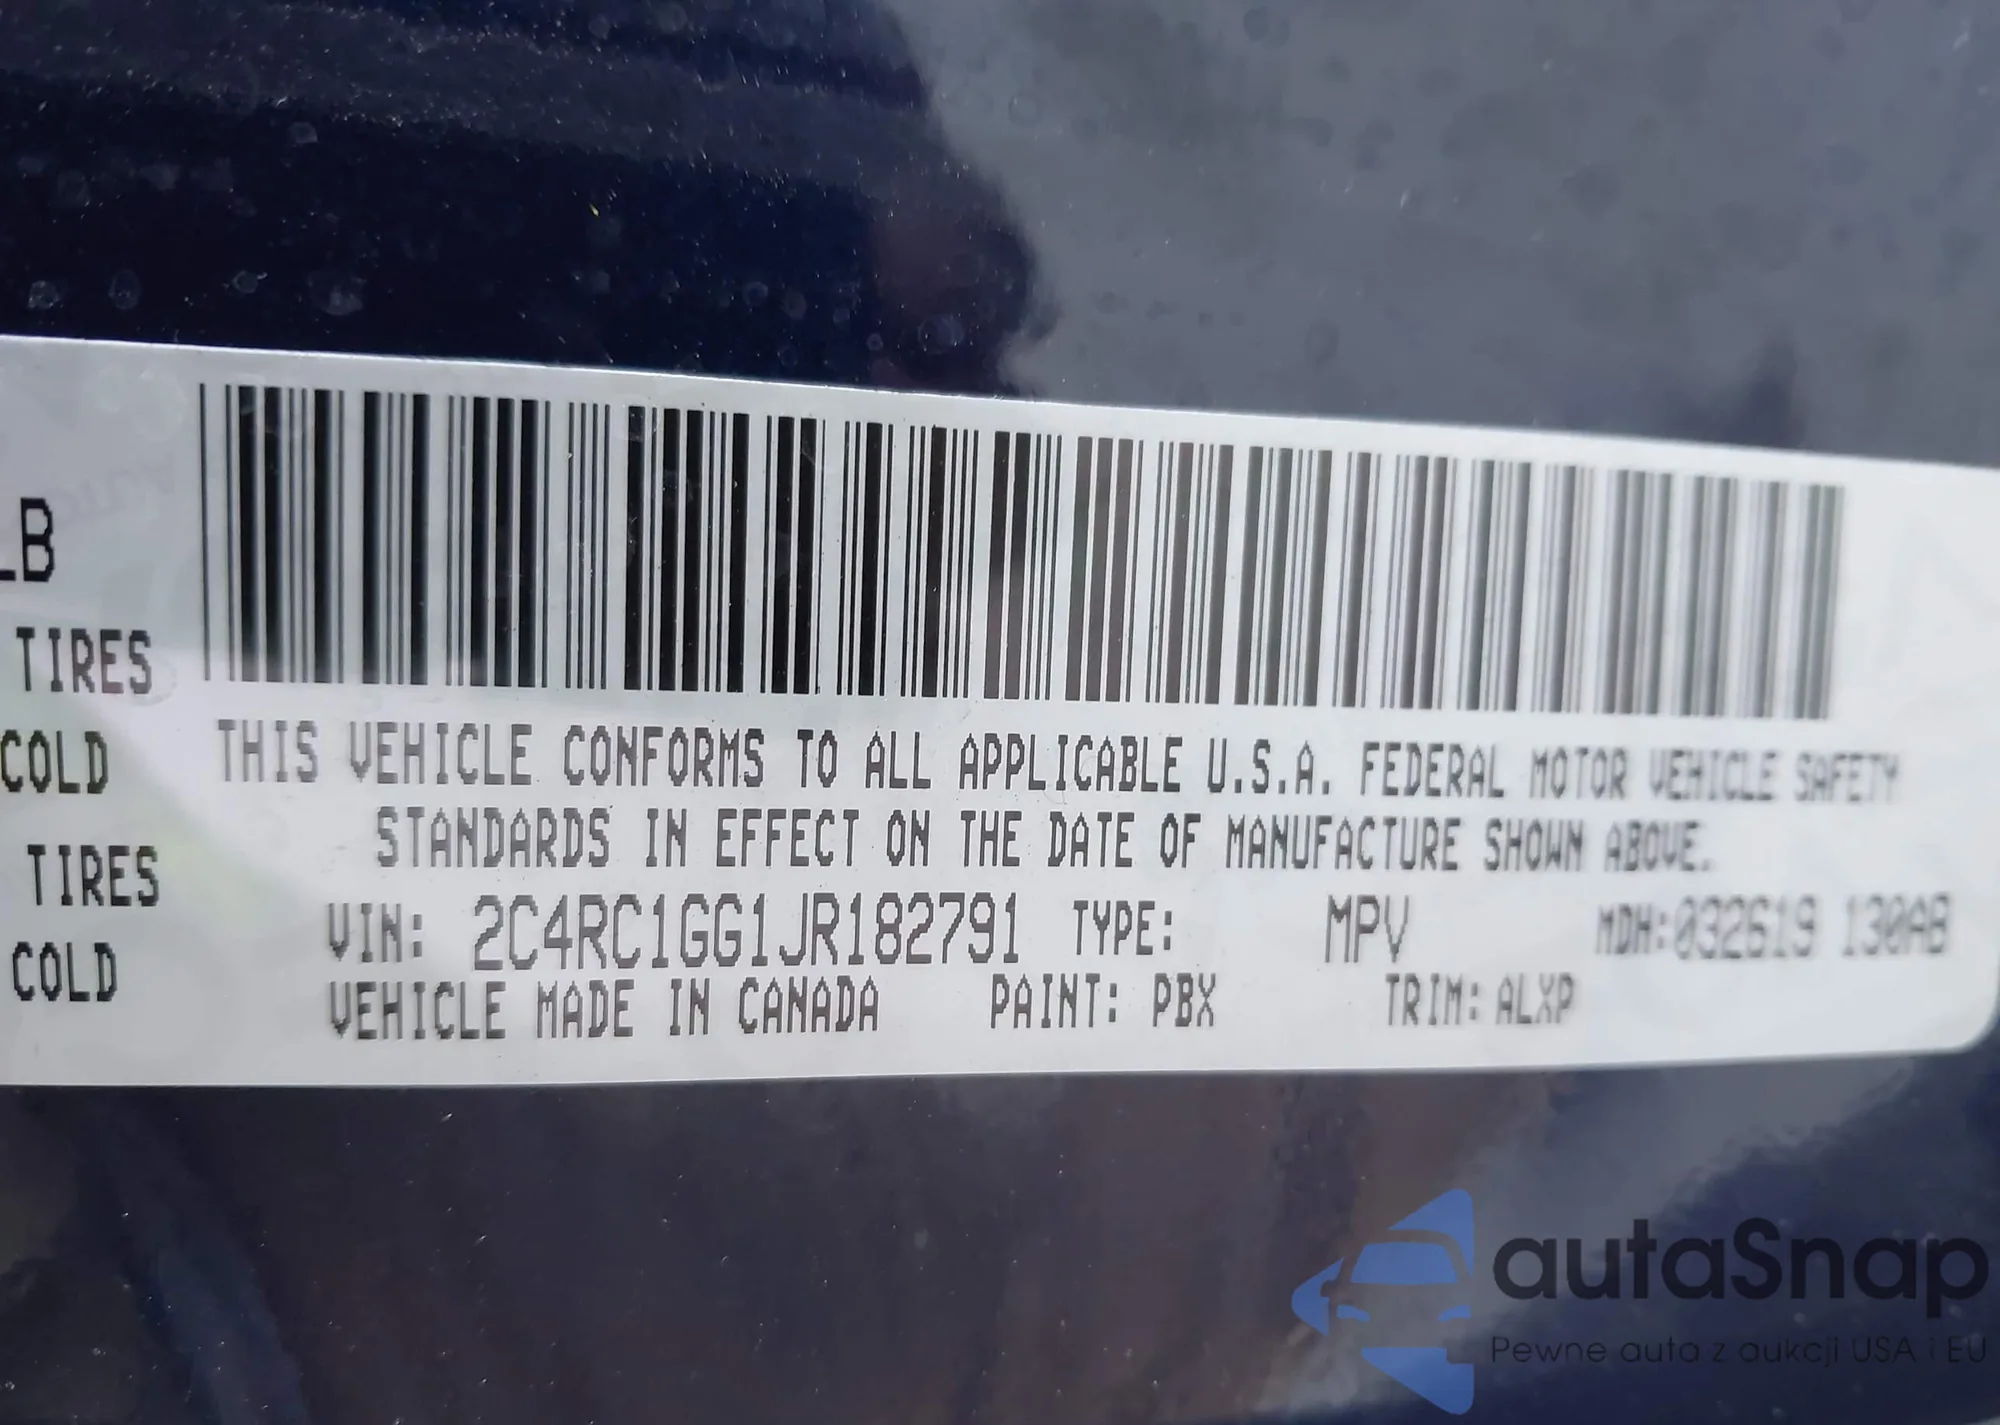 LB
TIRES
COLD
TIRES
COLD
THIS VEHICLE CONFORMS TO ALL APPLICABLE U.S.A. FEDERAL MOTOR VEHICLE SAFETY
STANDARDS IN EFFECT ON THE DATE OF MANUFACTURE SHOWN ABOVE.
VIN: 2C4RC1GG1JR182791 TYPE: MPV MDH:032619 130AB
VEHICLE MADE IN CANADA PAINT: PBX TRIM: ALXP
autaSnap
Pewne auta z aukcji USA i EU